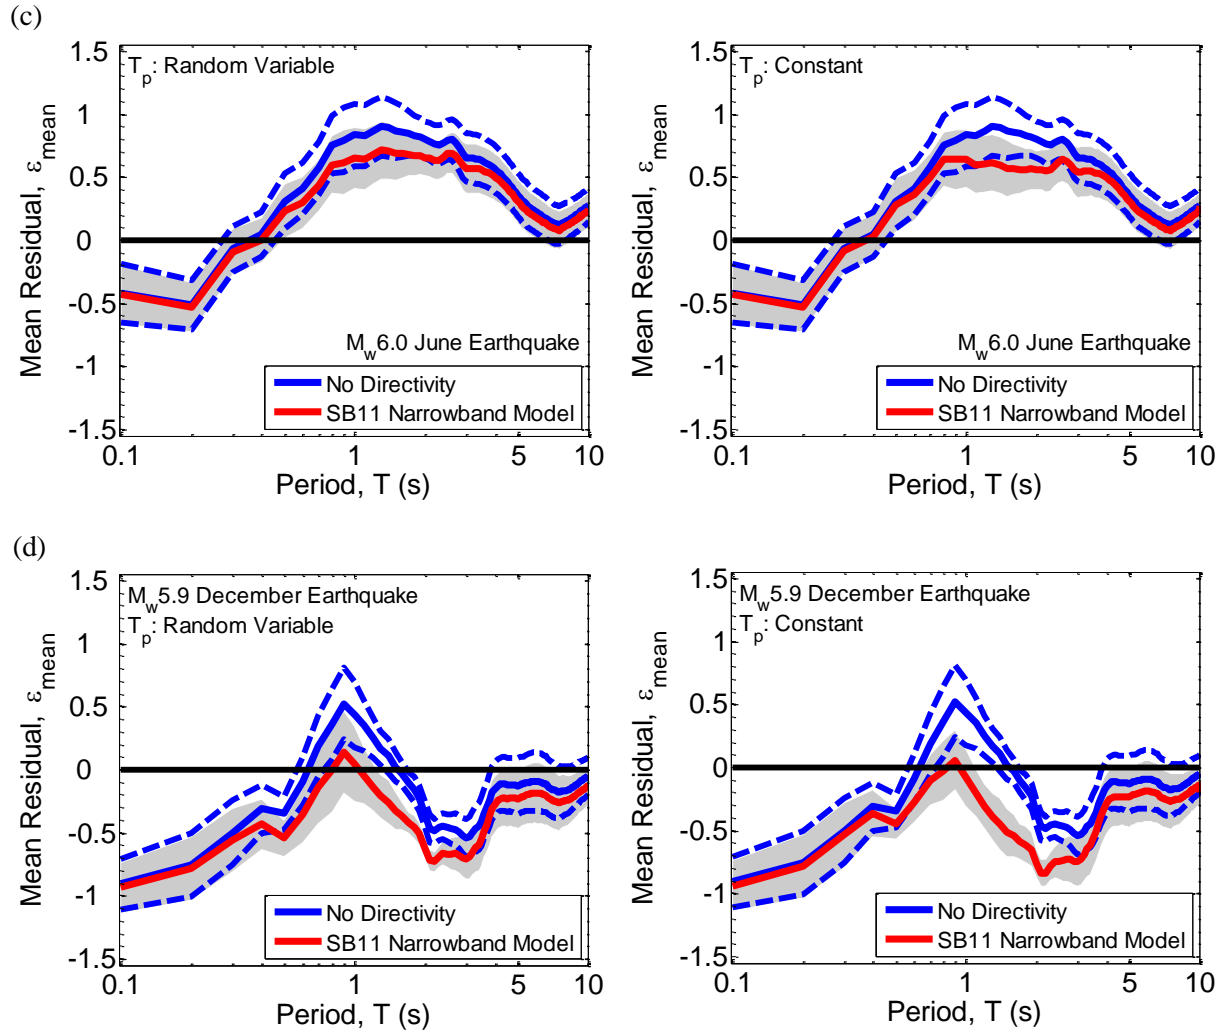 (c)
1.5
1
0.5
0
-0.5
-1
-1.5
Mean Residual, ε_mean
T_p: Random Variable
M_w6.0 June Earthquake
No Directivity
SB11 Narrowband Model
0.1
1
5
10
Period, T (s)
1.5
1
0.5
0
-0.5
-1
-1.5
Mean Residual, ε_mean
T_p: Constant
M_w6.0 June Earthquake
No Directivity
SB11 Narrowband Model
0.1
1
5
10
Period, T (s)
(d)
1.5
1
0.5
0
-0.5
-1
-1.5
Mean Residual, ε_mean
M_w5.9 December Earthquake
T_p: Random Variable
No Directivity
SB11 Narrowband Model
0.1
1
5
10
Period, T (s)
1.5
1
0.5
0
-0.5
-1
-1.5
Mean Residual, ε_mean
M_w5.9 December Earthquake
T_p: Constant
No Directivity
SB11 Narrowband Model
0.1
1
5
10
Period, T (s)